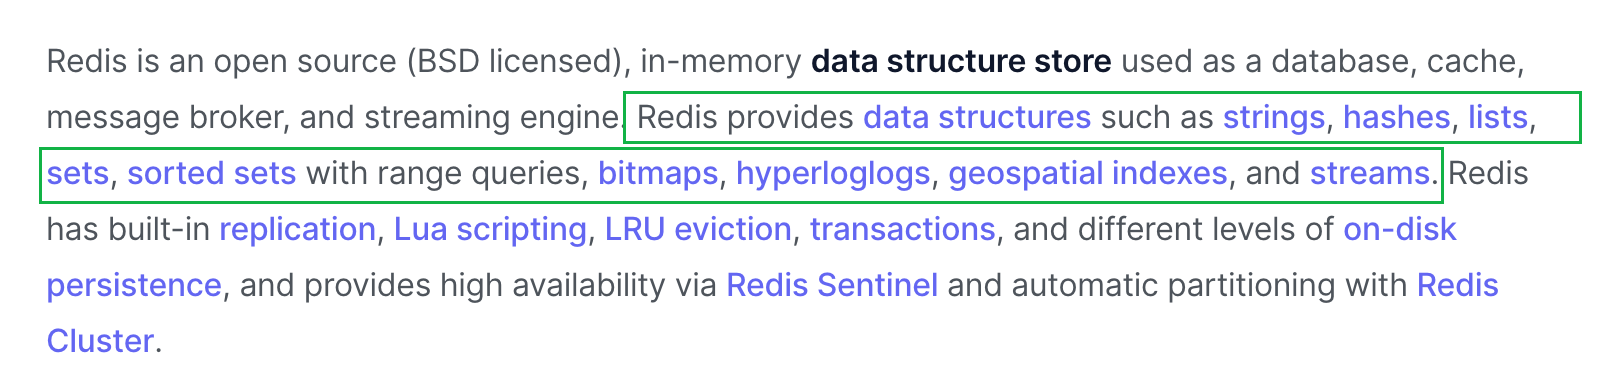 Redis is an open source (BSD licensed), in-memory data structure store used as a database, cache,
message broker, and streaming engine. Redis provides data structures such as strings, hashes, lists,
sets, sorted sets with range queries, bitmaps, hyperloglogs, geospatial indexes, and streams. Redis
has built-in replication, Lua scripting, LRU eviction, transactions, and different levels of on-disk
persistence, and provides high availability via Redis Sentinel and automatic partitioning with Redis
Cluster.